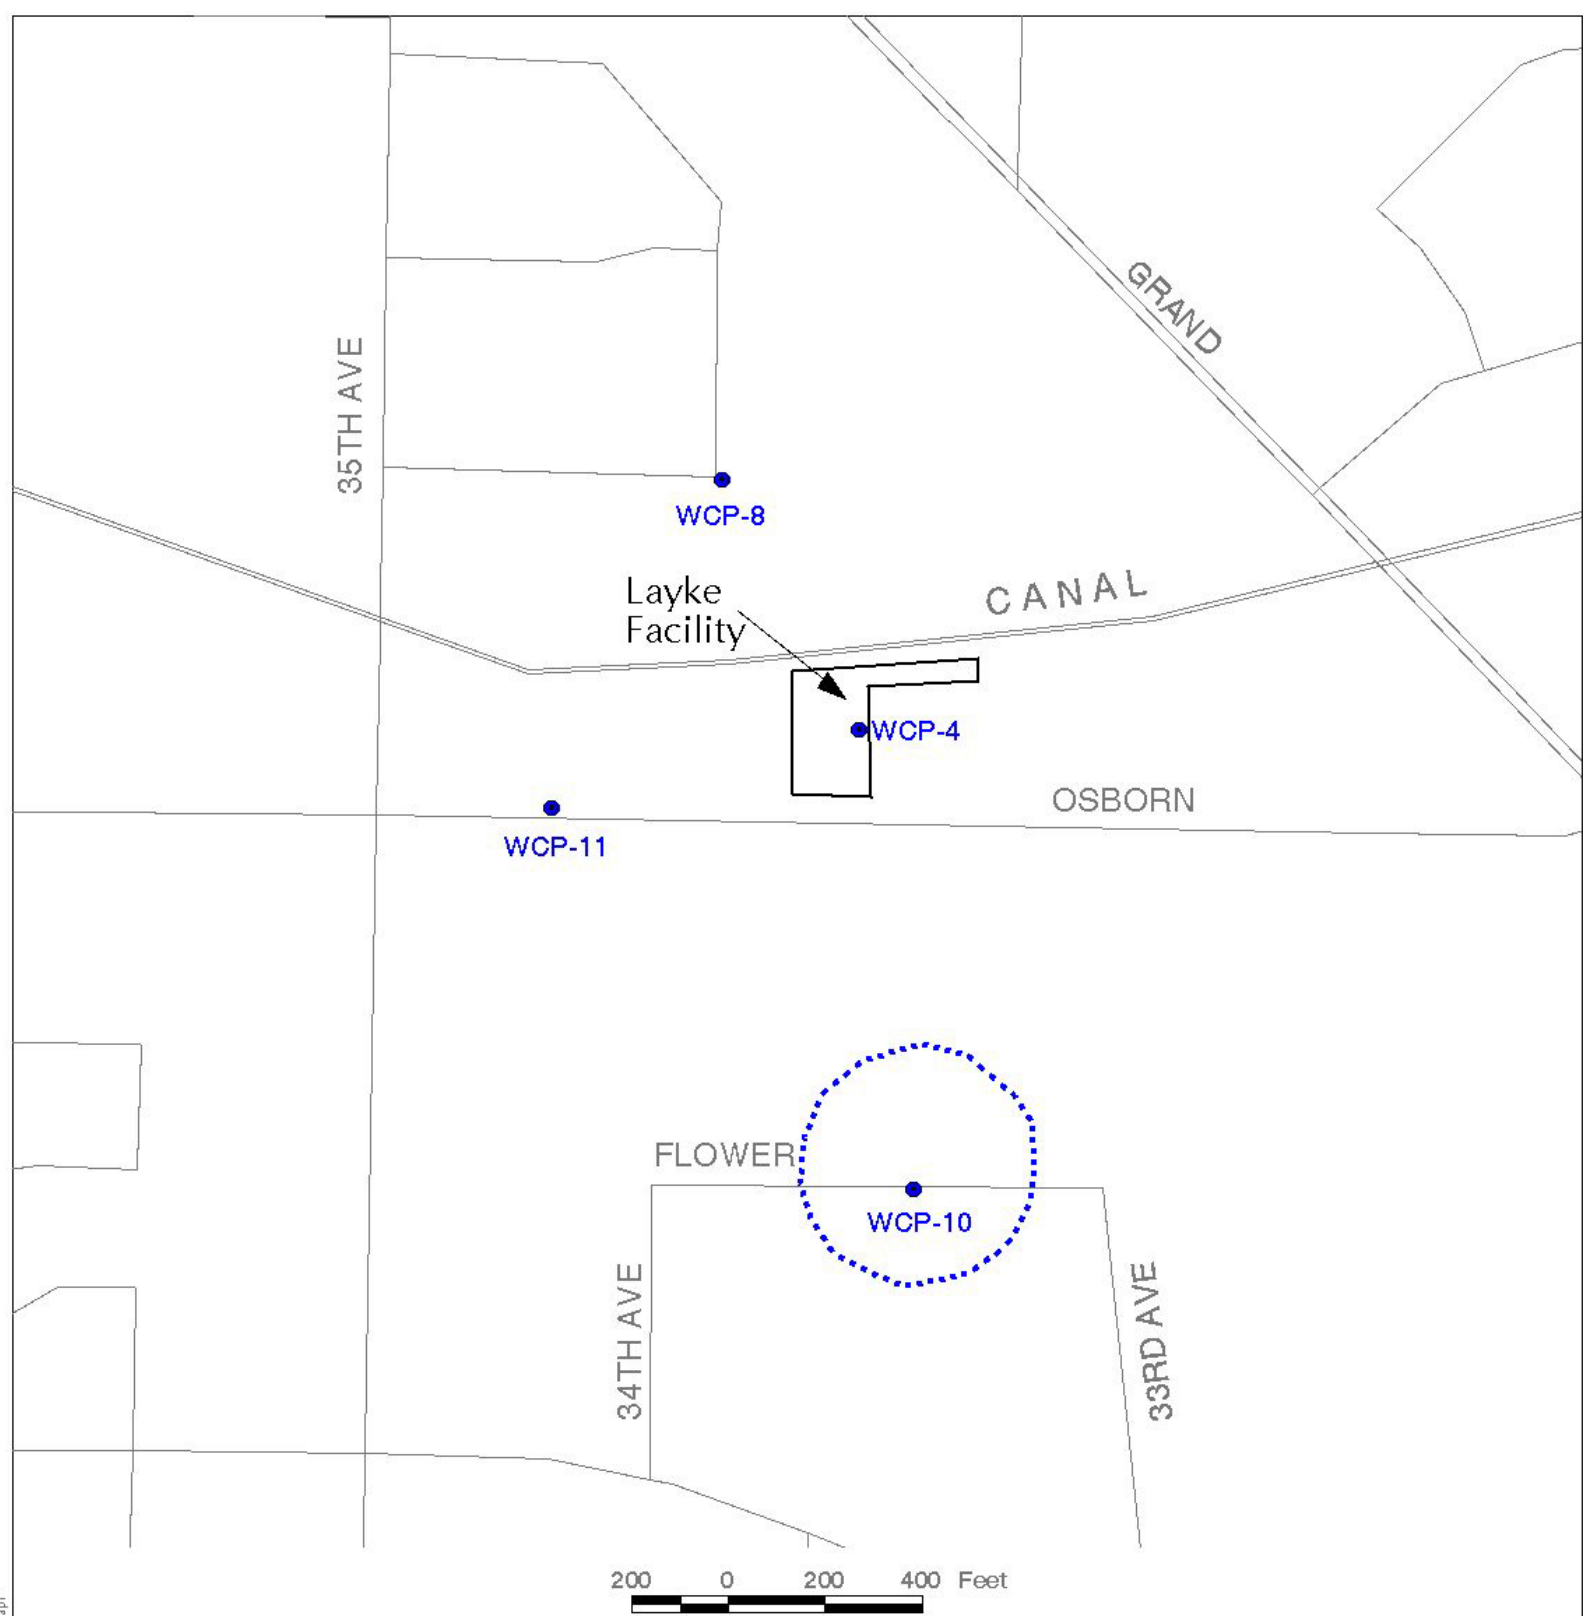 GRAND
35TH AVE
WCP-8
Layke
Facility
CANAL
WCP-4
OSBORN
WCP-11
FLOWER
WCP-10
34TH AVE
33RD AVE
200 0 200 400 Feet